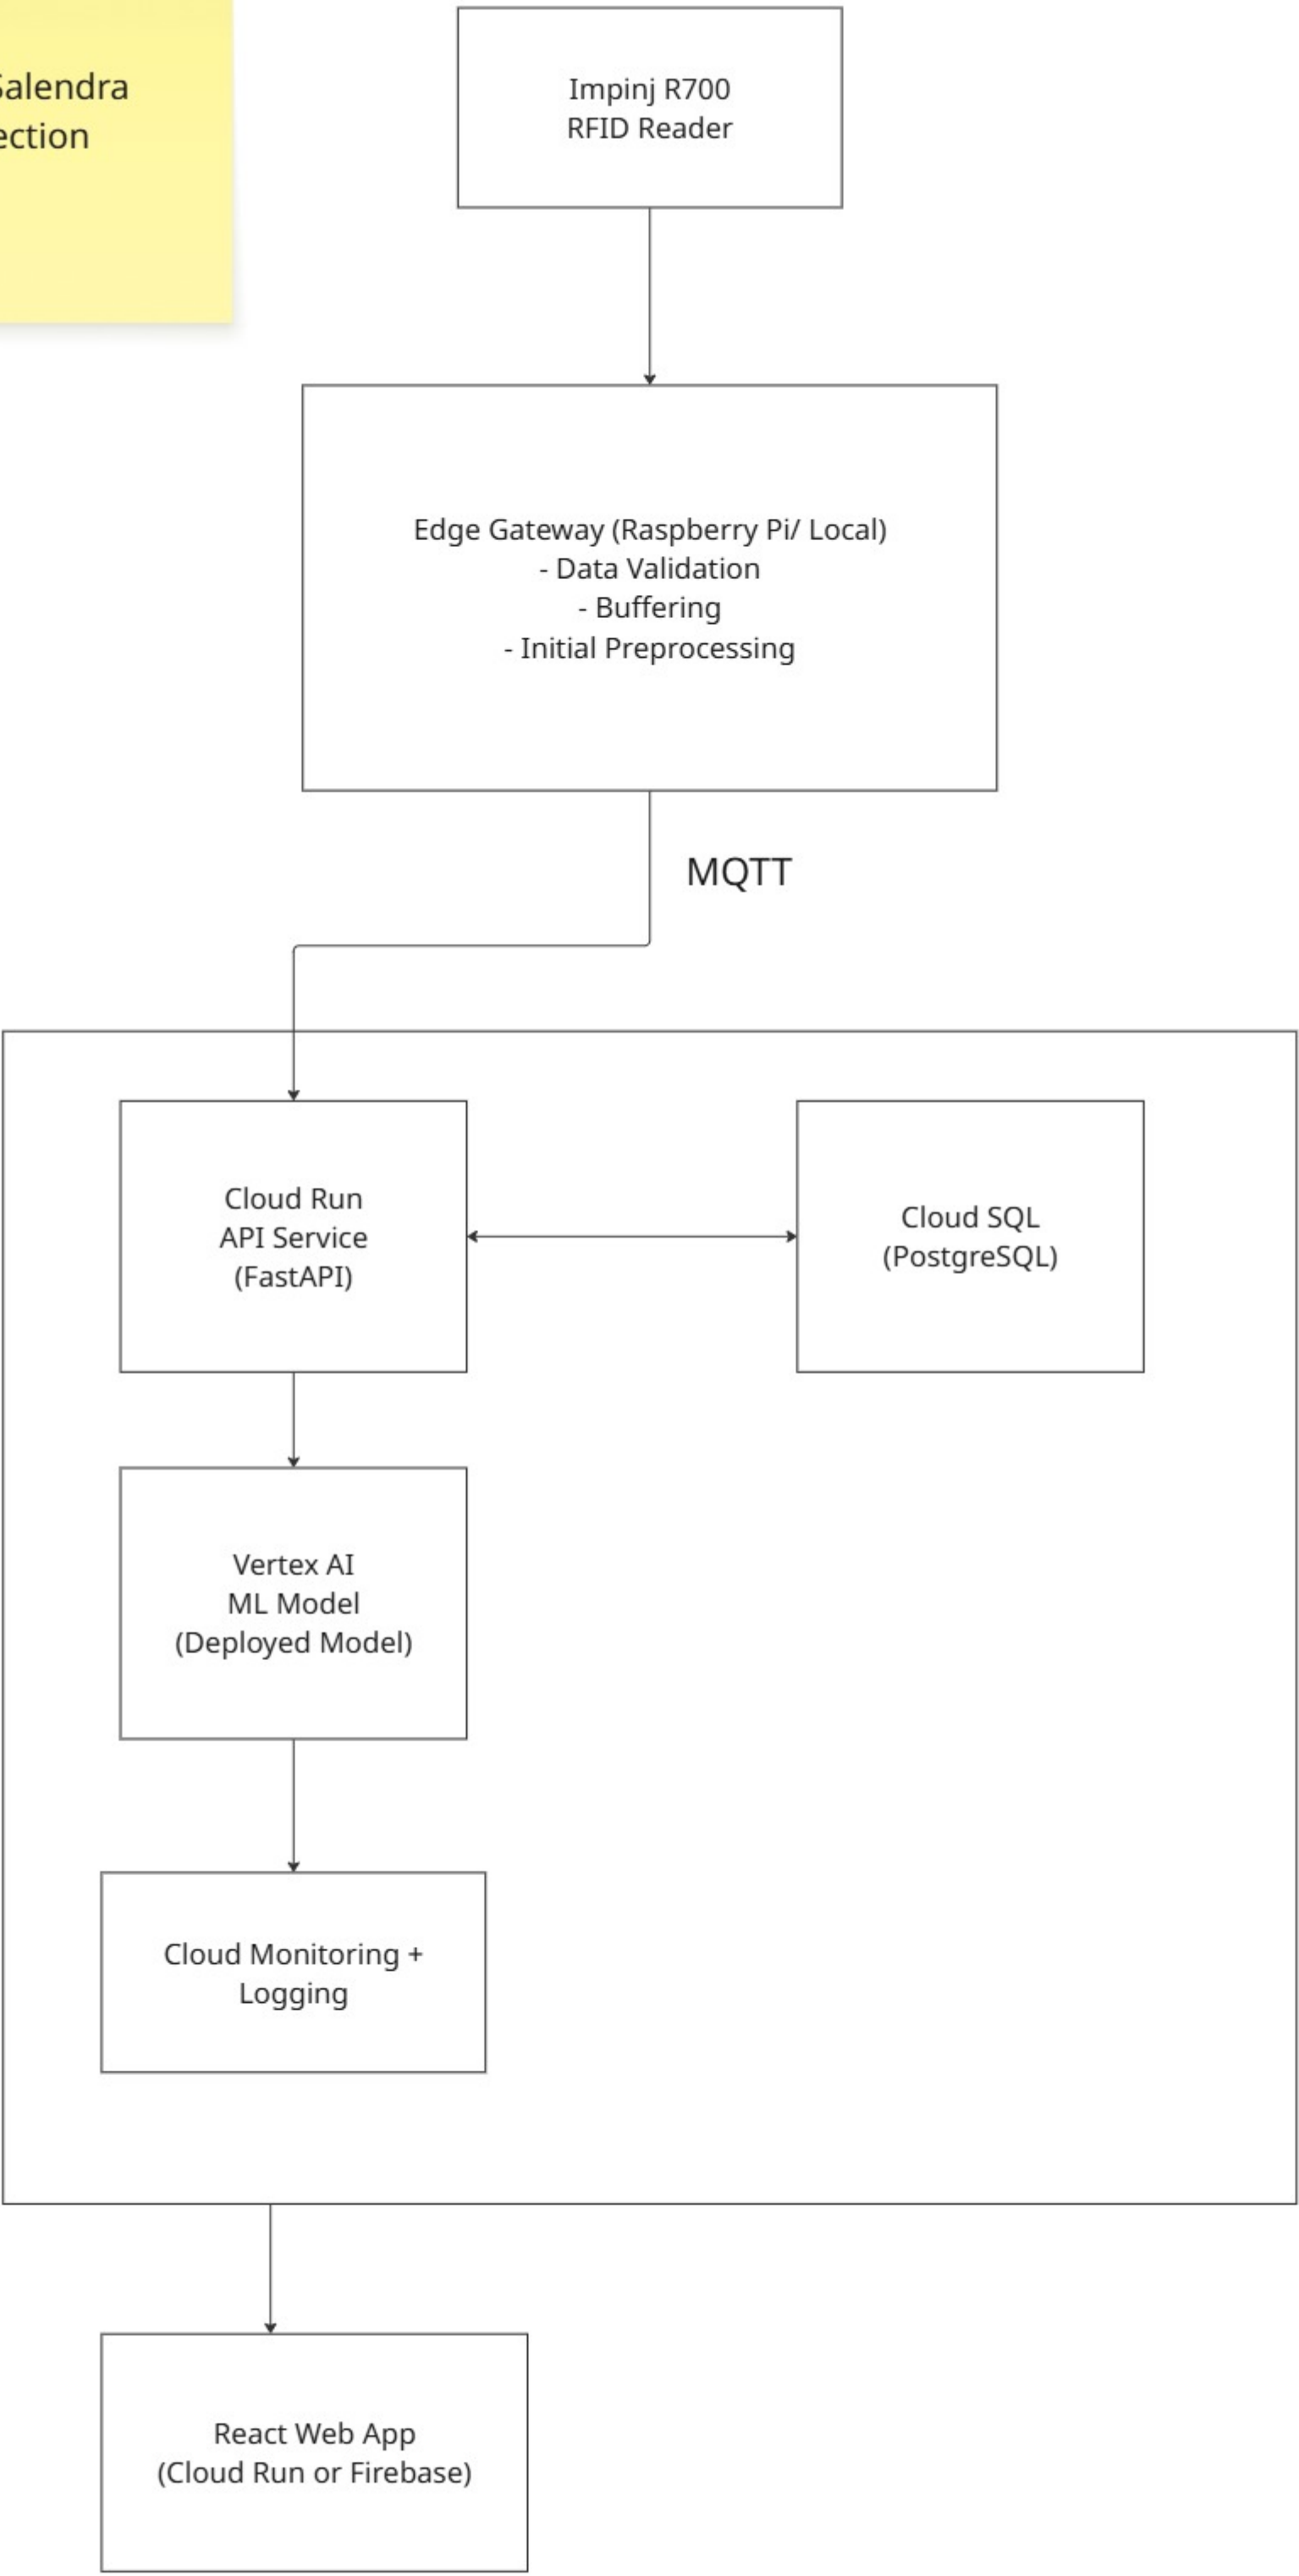 Salendra
ection
Impinj R700
RFID Reader
Edge Gateway (Raspberry Pi/ Local)
- Data Validation
- Buffering
- Initial Preprocessing
MQTT
Cloud Run
API Service
(FastAPI)
Cloud SQL
(PostgreSQL)
Vertex AI
ML Model
(Deployed Model)
Cloud Monitoring +
Logging
React Web App
(Cloud Run or Firebase)